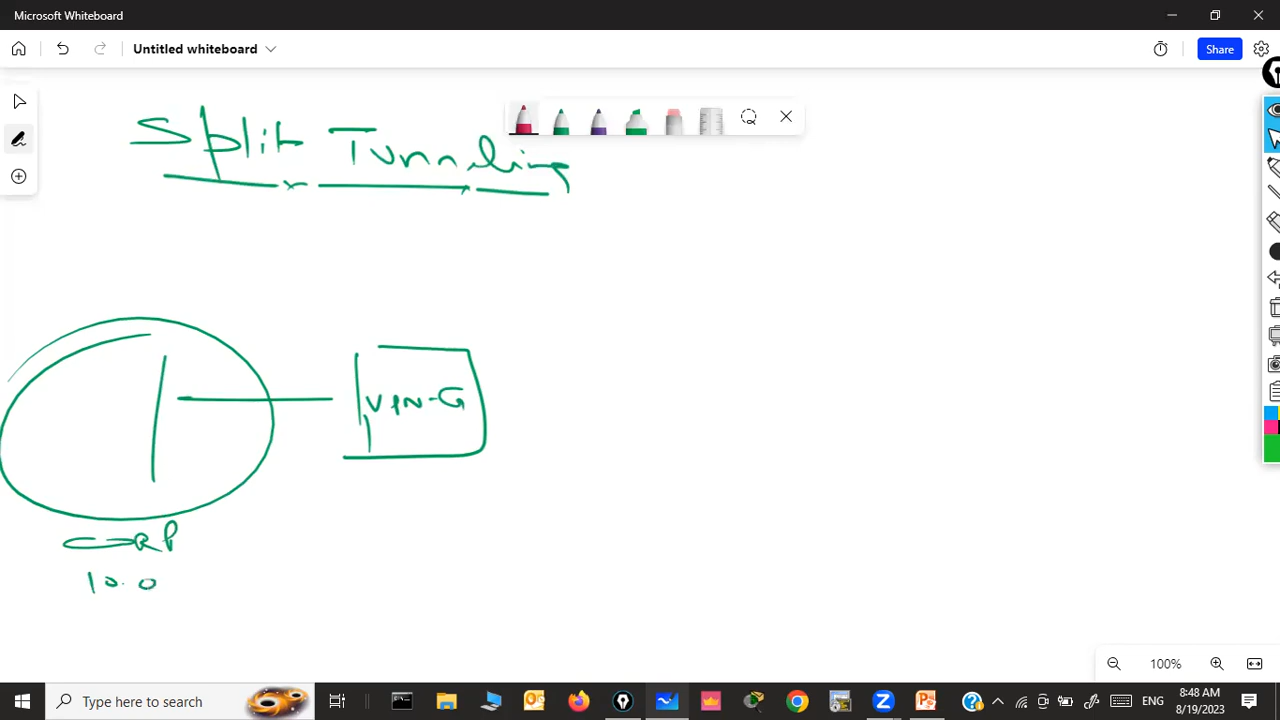 Microsoft Whiteboard
Untitled whiteboard
Share
Split Tunneling
VPN-G
CORP
10.0
100%
Type here to search
ENG
8:48 AM
8/19/2023